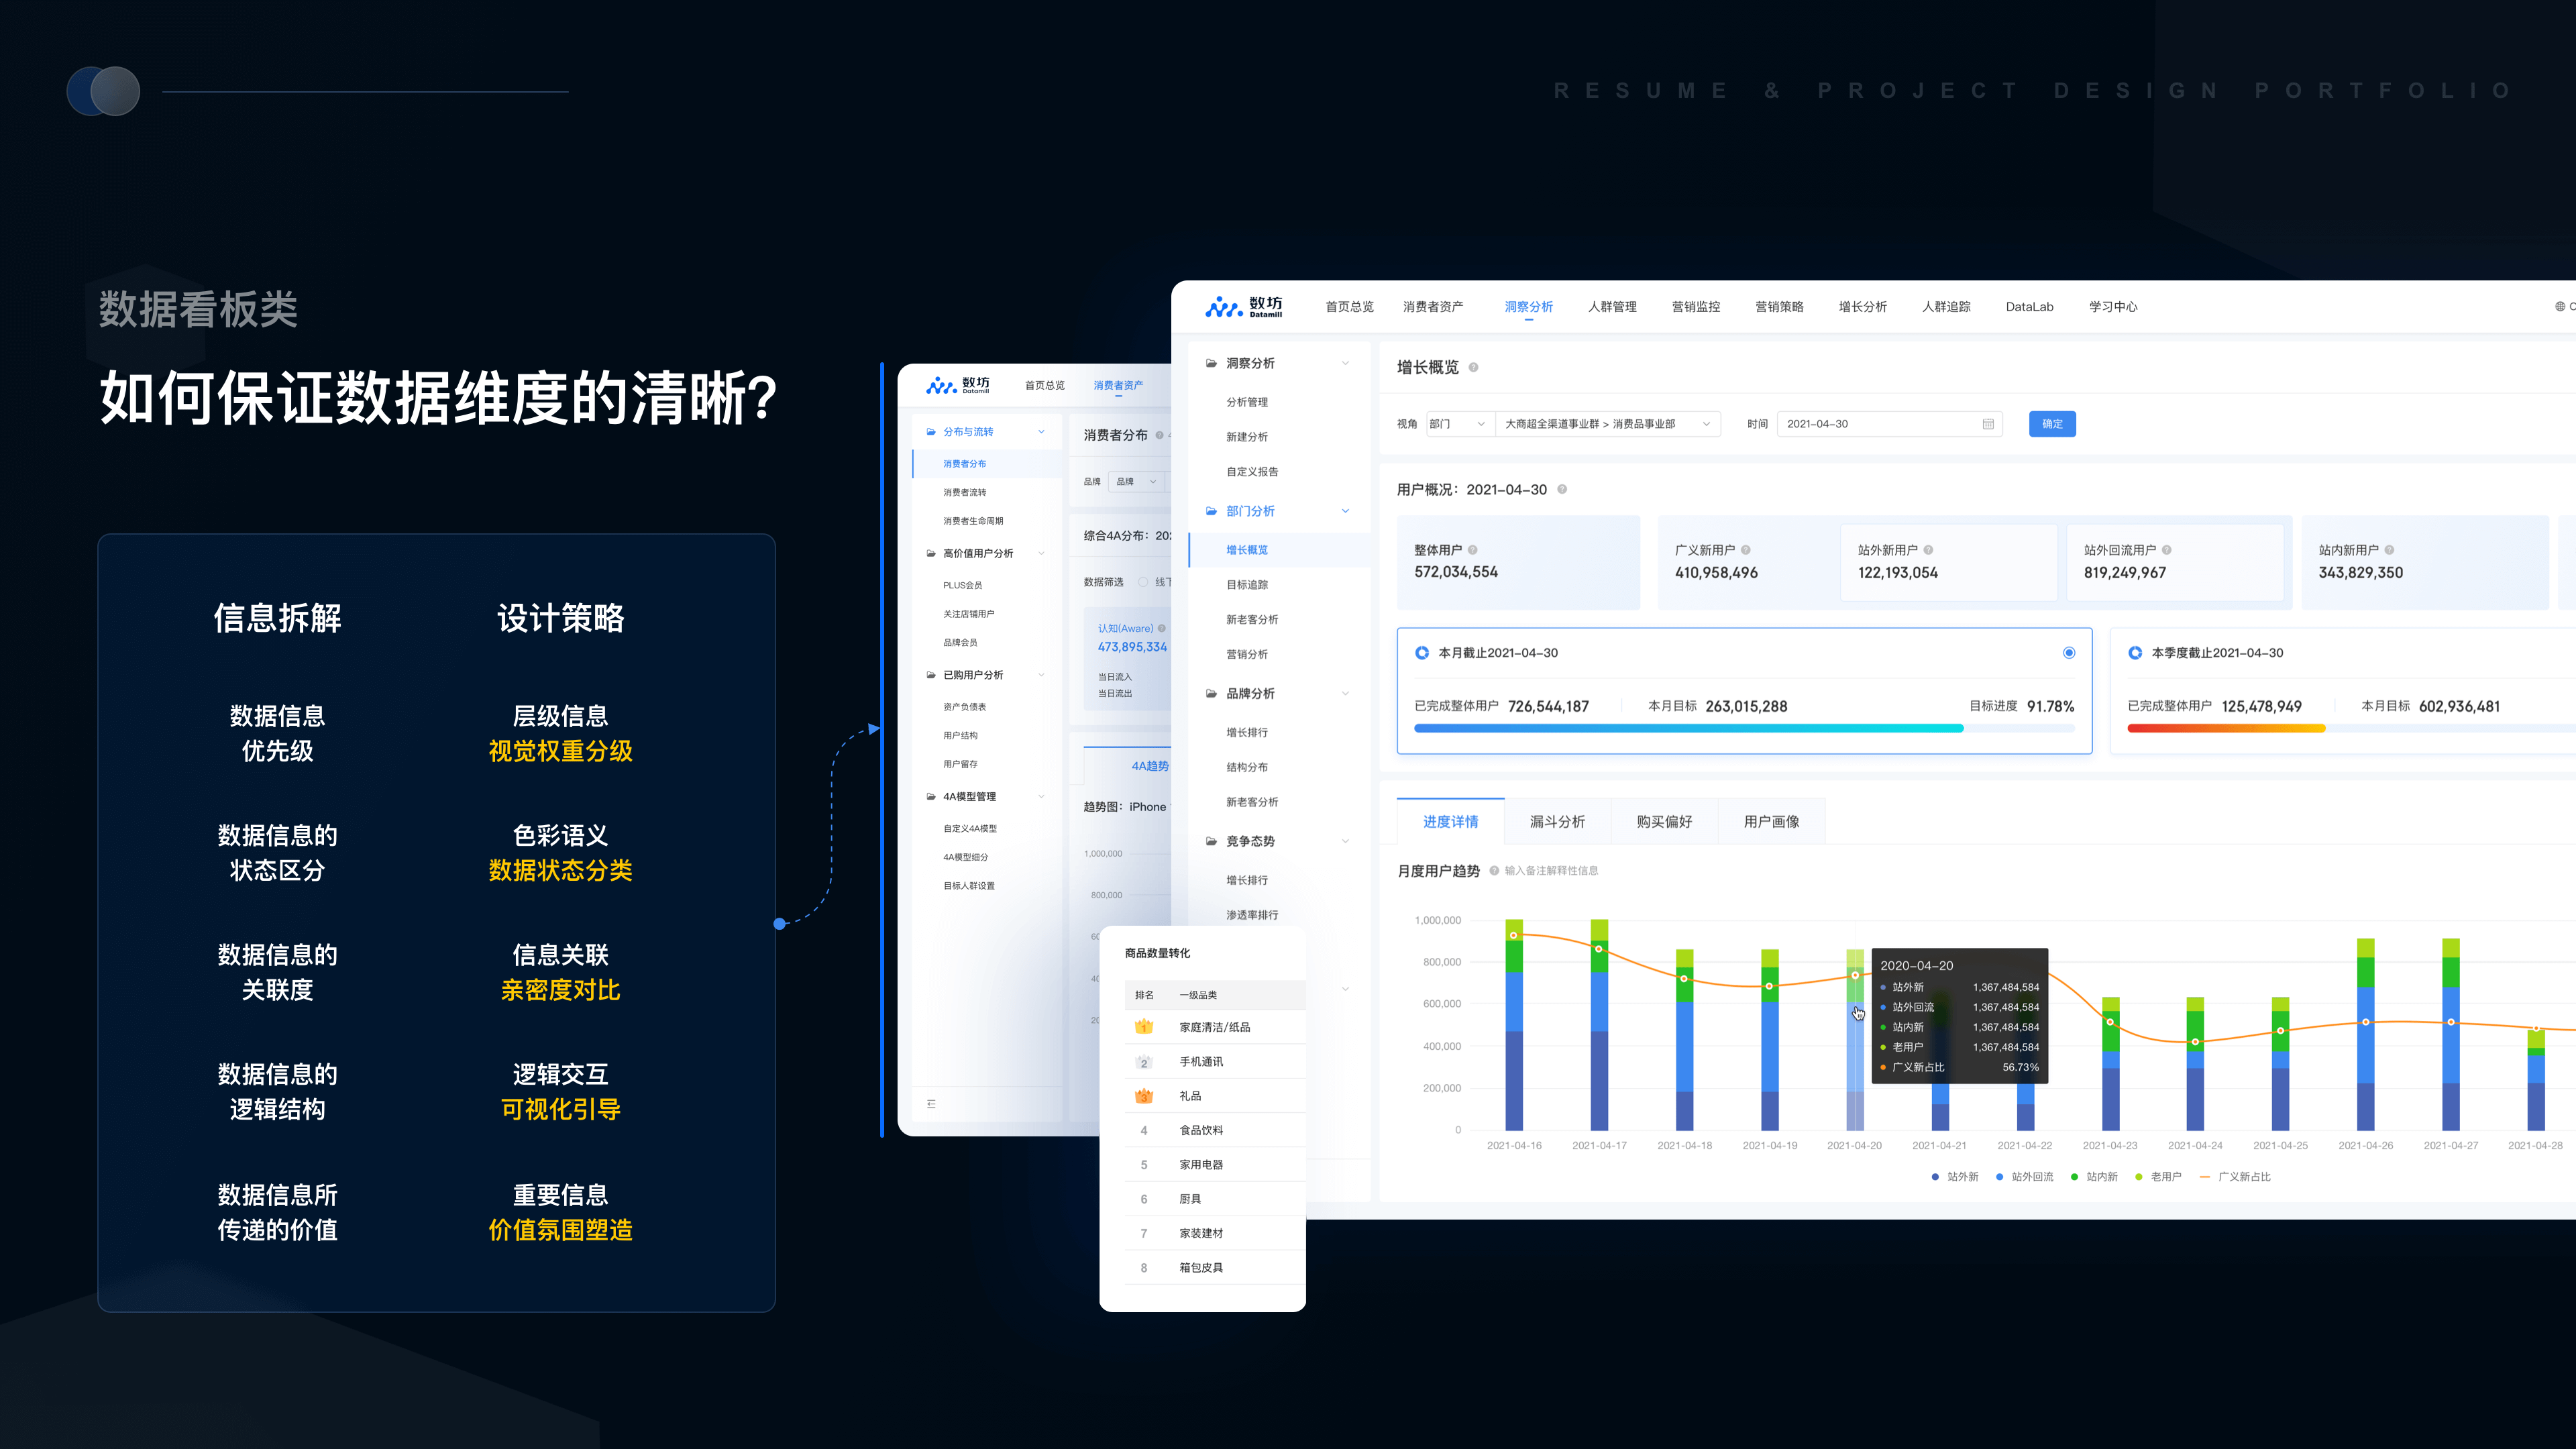 RESUME & PROJECT DESIGN PORTFOLIO
数据看板类
如何保证数据维度的清晰?
信息拆解 设计策略
数据信息
优先级
层级信息
视觉权重分级
数据信息的
状态区分
色彩语义
数据状态分类
数据信息的
关联度
信息关联
亲密度对比
数据信息的
逻辑结构
逻辑交互
可视化引导
数据信息所
传递的价值
重要信息
价值氛围塑造
数坊
Datamill
首页总览 消费者资产
分布与流转
消费者分布
消费者流转
消费者生命周期
高价值用户分析
PLUS会员
关注店铺用户
品牌会员
已购用户分析
资产负债表
用户结构
用户留存
4A模型管理
自定义4A模型
4A模型细分
目标人群设置
消费者分布
品牌 品牌
综合4A分布: 202
数据筛选 线下
认知(Aware)
473,895,334
当日流入
当日流出
4A趋势
趋势图: iPhone
1,000,000
800,000
商品数量转化
排名 一级品类
1 家庭清洁/纸品
2 手机通讯
3 礼品
4 食品饮料
5 家用电器
6 厨具
7 家装建材
8 箱包皮具
数坊
Datamill
首页总览 消费者资产 洞察分析 人群管理 营销监控 营销策略 增长分析 人群追踪 DataLab 学习中心
洞察分析
分析管理
新建分析
自定义报告
部门分析
增长概览
目标追踪
新老客分析
营销分析
品牌分析
增长排行
结构分布
新老客分析
竞争态势
增长排行
渗透率排行
增长概览
视角 部门 大商超全渠道事业群 > 消费品事业部 时间 2021-04-30 确定
用户概况: 2021-04-30
整体用户
572,034,554
广义新用户
410,958,496
站外新用户
122,193,054
站外回流用户
819,249,967
站内新用户
343,829,350
本月截止2021-04-30
已完成整体用户 726,544,187 本月目标 263,015,288 目标进度 91.78%
本季度截止2021-04-30
已完成整体用户 125,478,949 本月目标 602,936,481
进度详情 漏斗分析 购买偏好 用户画像
月度用户趋势 输入备注解释性信息
1,000,000
800,000
600,000
400,000
200,000
0
2020-04-20
站外新 1,367,484,584
站外回流 1,367,484,584
站内新 1,367,484,584
老用户 1,367,484,584
广义新占比 56.73%
2021-04-16 2021-04-17 2021-04-18 2021-04-19 2021-04-20 2021-04-21 2021-04-22 2021-04-23 2021-04-24 2021-04-25 2021-04-26 2021-04-27 2021-04-28
站外新 站外回流 站内新 老用户 广义新占比